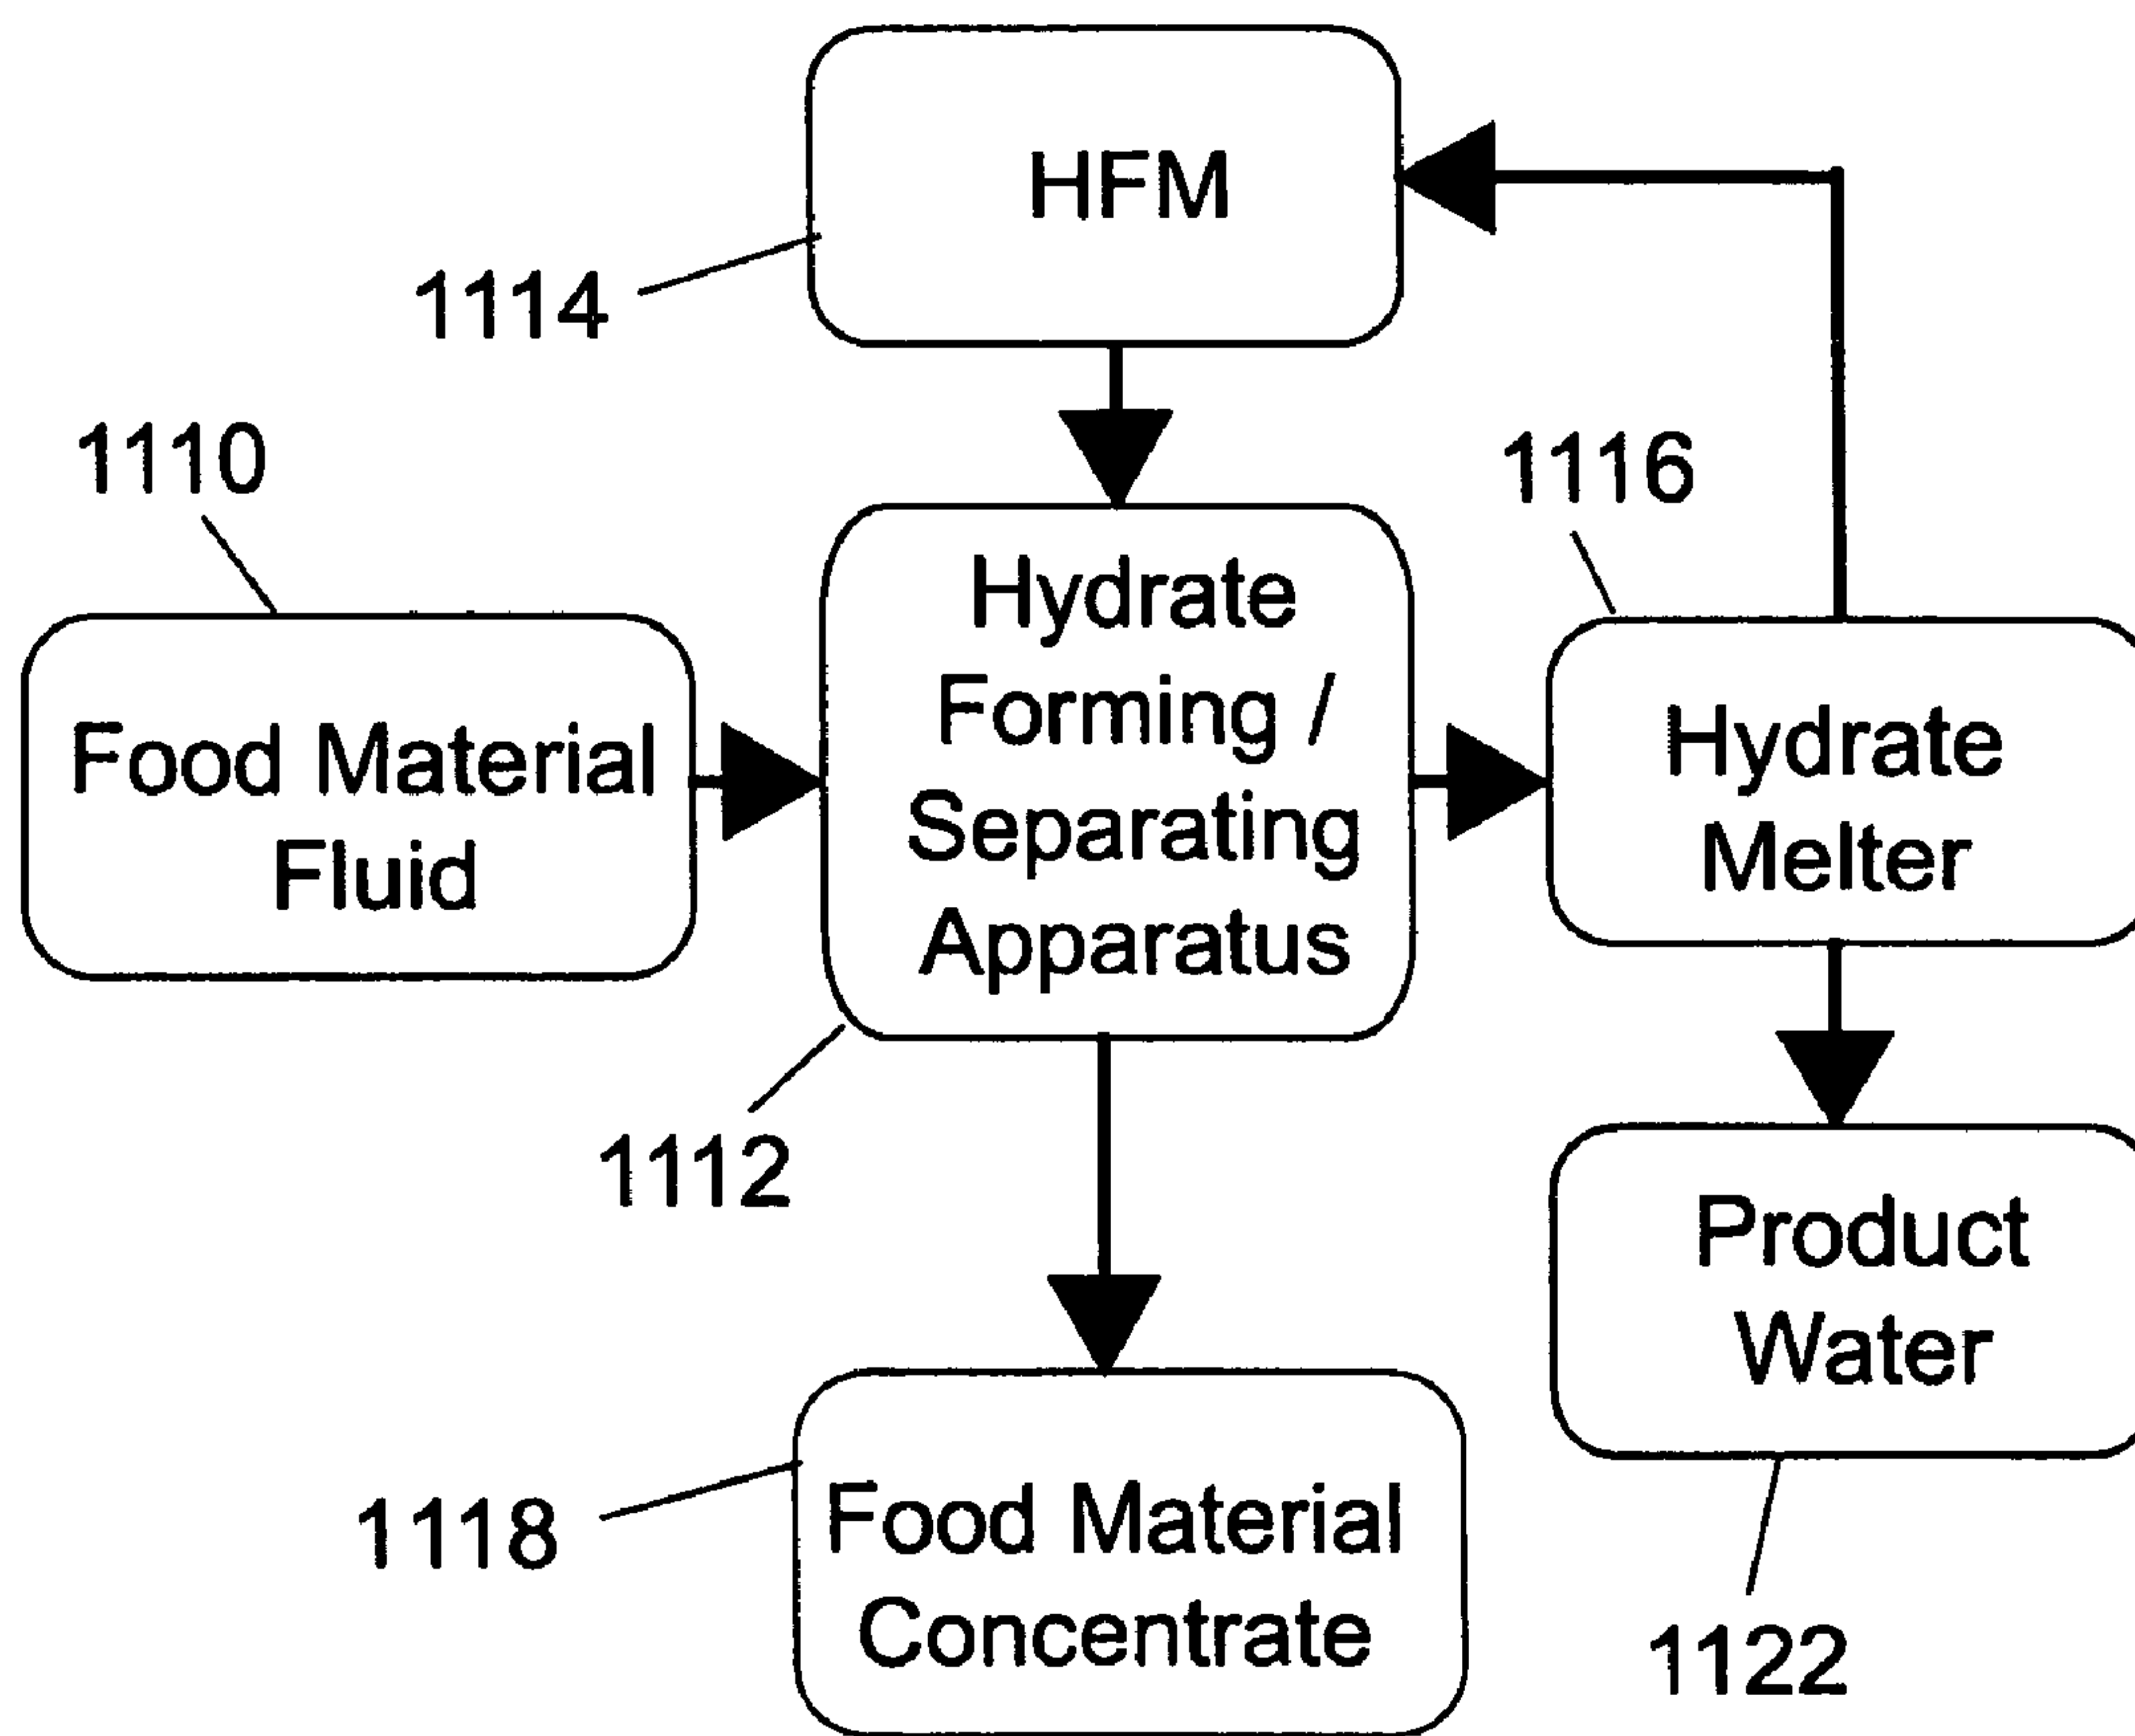 HFM
1114
1110
1116
Hydrate
Forming /
Separating
Apparatus
Food Material
Fluid
Hydrate
Melter
1112
Product
Water
1118
Food Material
Concentrate
1122